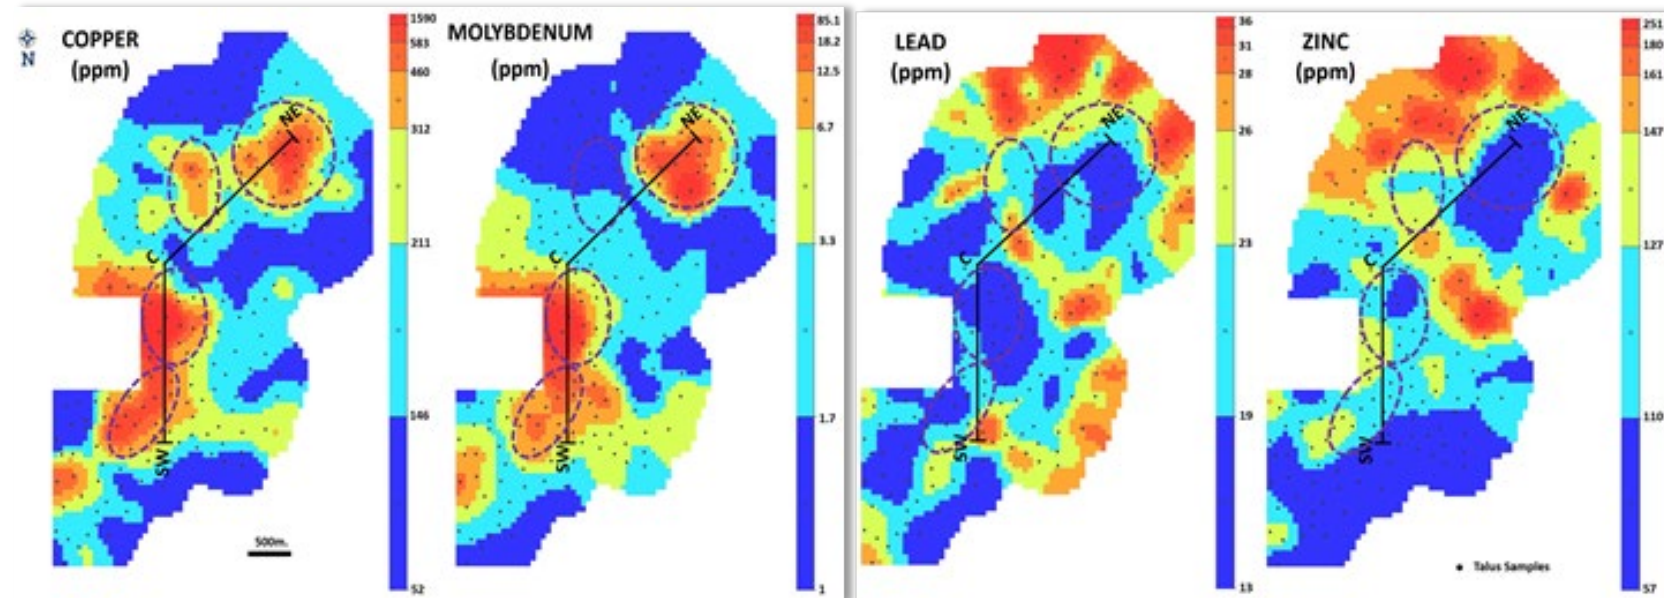 N
COPPER
(ppm)
NE
C
SW
500m.
1590
583
460
312
211
146
52
MOLYBDENUM
(ppm)
NE
C
SW
85.1
18.2
12.5
6.7
3.3
1.7
1
LEAD
(ppm)
NE
C
SW
36
31
28
26
23
19
13
ZINC
(ppm)
NE
C
SW
Talus Samples
251
180
161
147
127
110
57